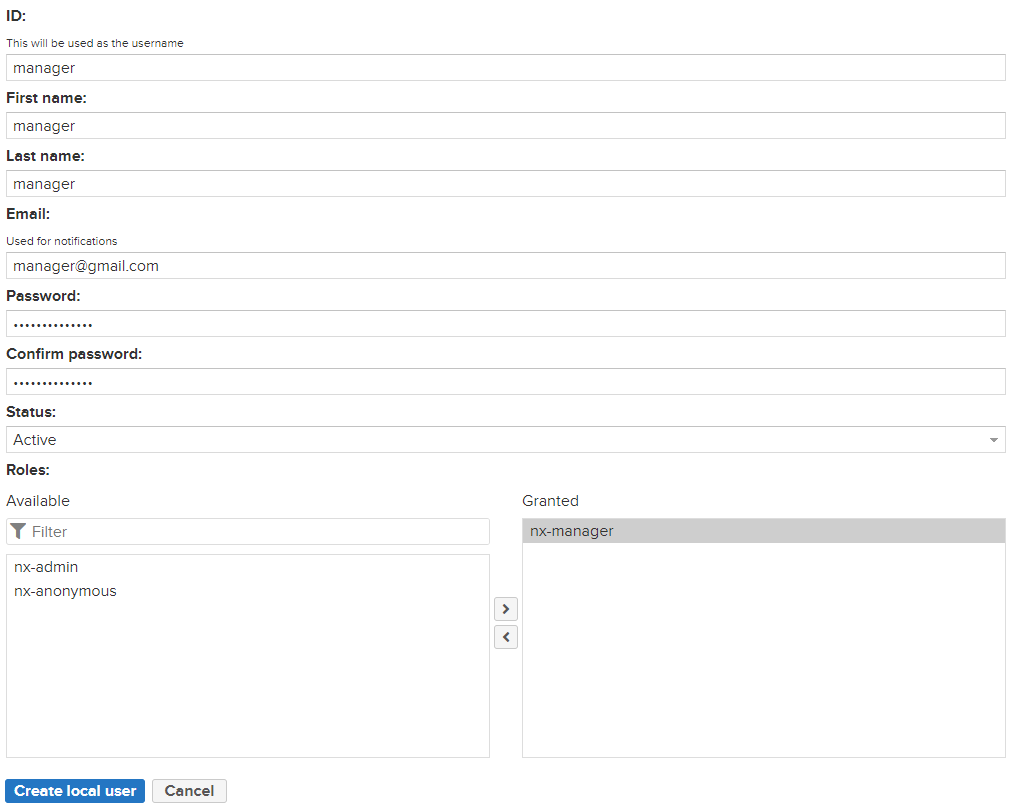 ID:
This will be used as the username
manager
First name:
manager
Last name:
manager
Email:
Used for notifications
manager@gmail.com
Password:
••••••••••••••
Confirm password:
••••••••••••••
Status:
Active
Roles:
Available
Granted
Filter
nx-manager
nx-admin
nx-anonymous
Create local user
Cancel